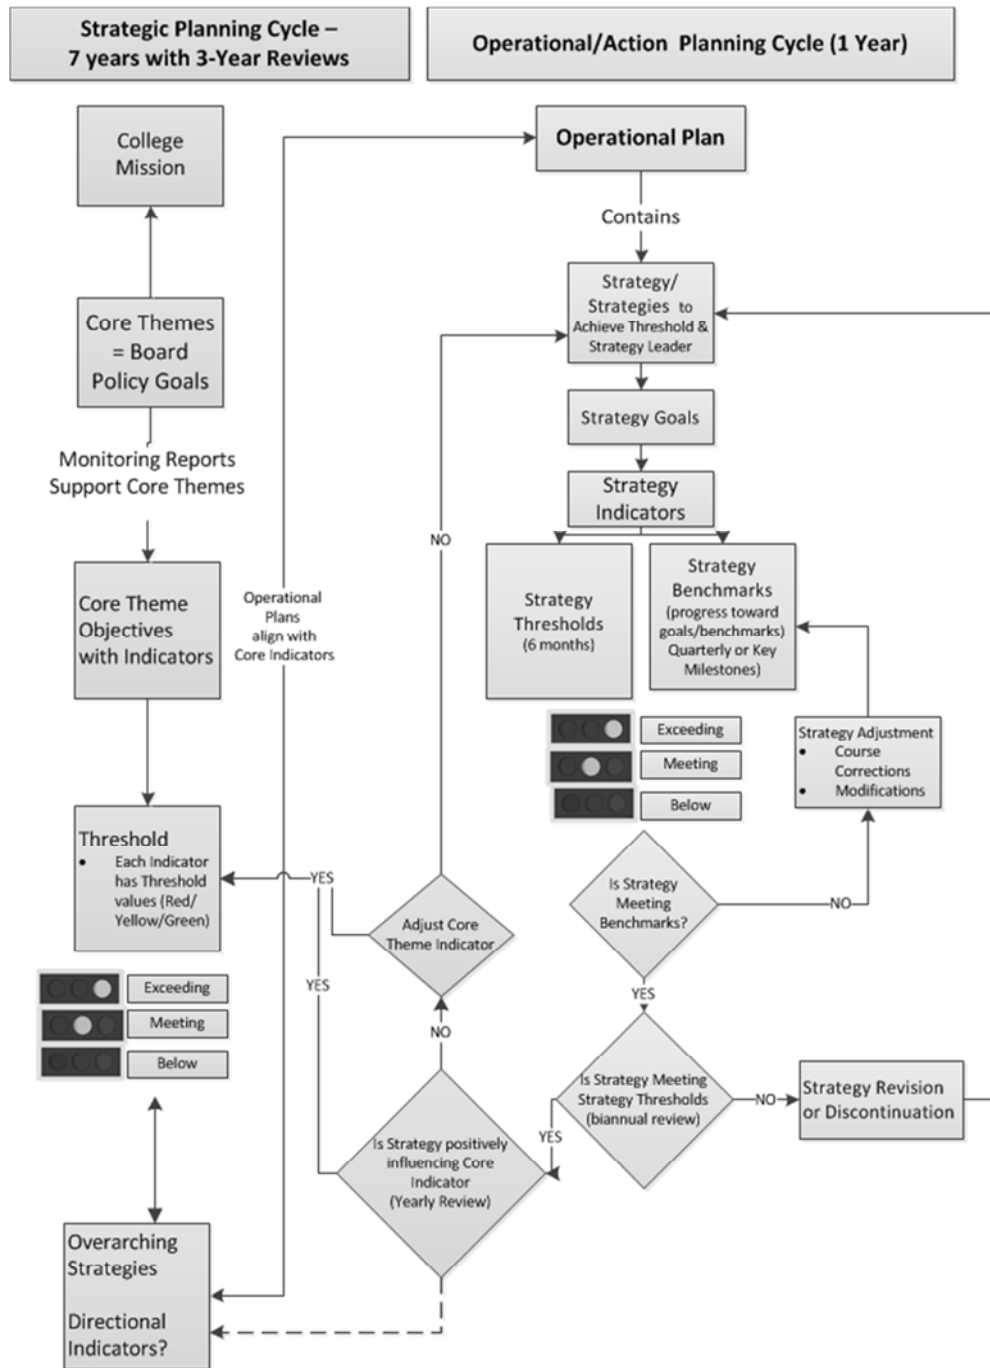 Strategic Planning Cycle –
7 years with 3-Year Reviews
Operational/Action Planning Cycle (1 Year)
College
Mission
Core Themes
= Board
Policy Goals
Monitoring Reports
Support Core Themes
Core Theme
Objectives
with Indicators
Threshold
• Each Indicator
has Threshold
values (Red/
Yellow/Green)
Exceeding
Meeting
Below
Overarching
Strategies
Directional
Indicators?
Operational
Plans
align with
Core Indicators
Operational Plan
Contains
Strategy/
Strategies to
Achieve Threshold &
Strategy Leader
Strategy Goals
Strategy
Indicators
Strategy
Thresholds
(6 months)
Strategy
Benchmarks
(progress toward
goals/benchmarks)
Quarterly or Key
Milestones)
Exceeding
Meeting
Below
Strategy Adjustment
• Course
Corrections
• Modifications
Is Strategy
Meeting
Benchmarks?
NO
YES
Is Strategy Meeting
Strategy Thresholds
(biannual review)
NO
Strategy Revision
or Discontinuation
YES
Is Strategy positively
influencing Core
Indicator
(Yearly Review)
YES
NO
Adjust Core
Theme Indicator
YES
NO